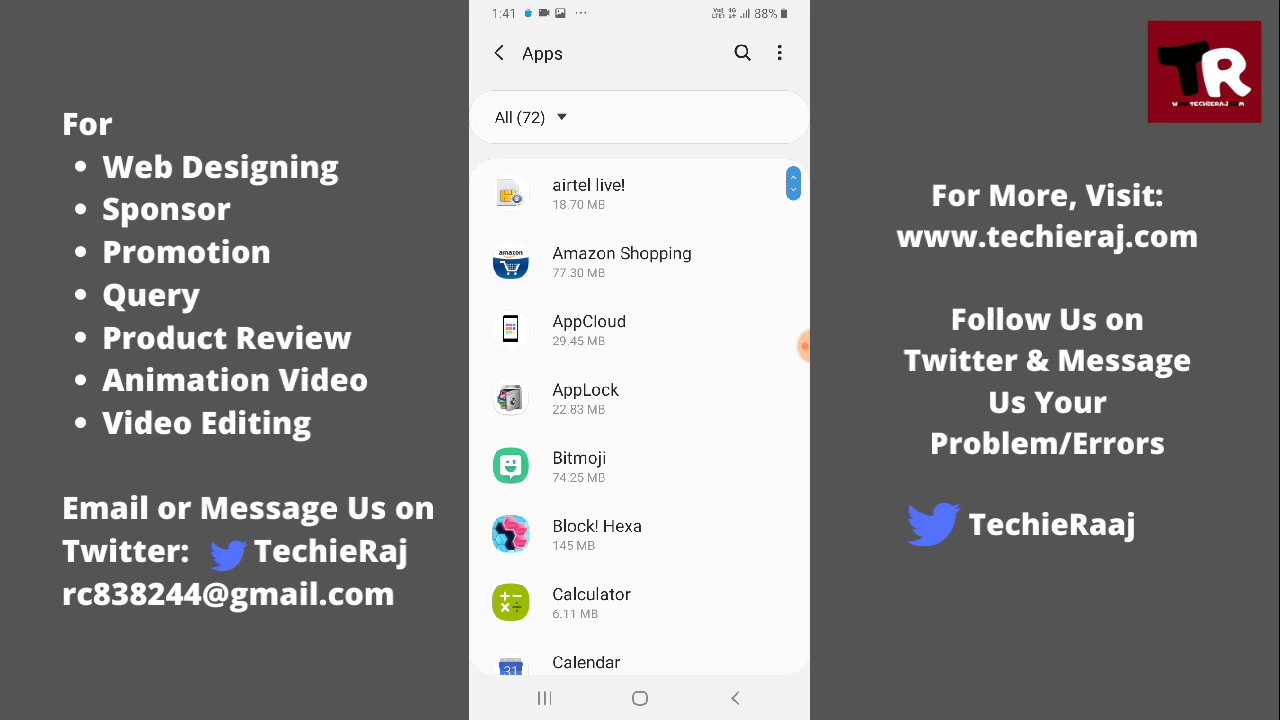 For
Web Designing
Sponsor
Promotion
Query
Product Review
Animation Video
Video Editing
Email or Message Us on
Twitter: TechieRaj
rc838244@gmail.com
1:41
88%
Apps
All (72)
airtel live!
18.70 MB
amazon
Amazon Shopping
77.30 MB
AppCloud
29.45 MB
AppLock
22.83 MB
Bitmoji
74.25 MB
Block! Hexa
145 MB
Calculator
6.11 MB
31
Calendar
TR
For More, Visit:
www.techieraj.com
Follow Us on
Twitter & Message
Us Your
Problem/Errors
TechieRaaj